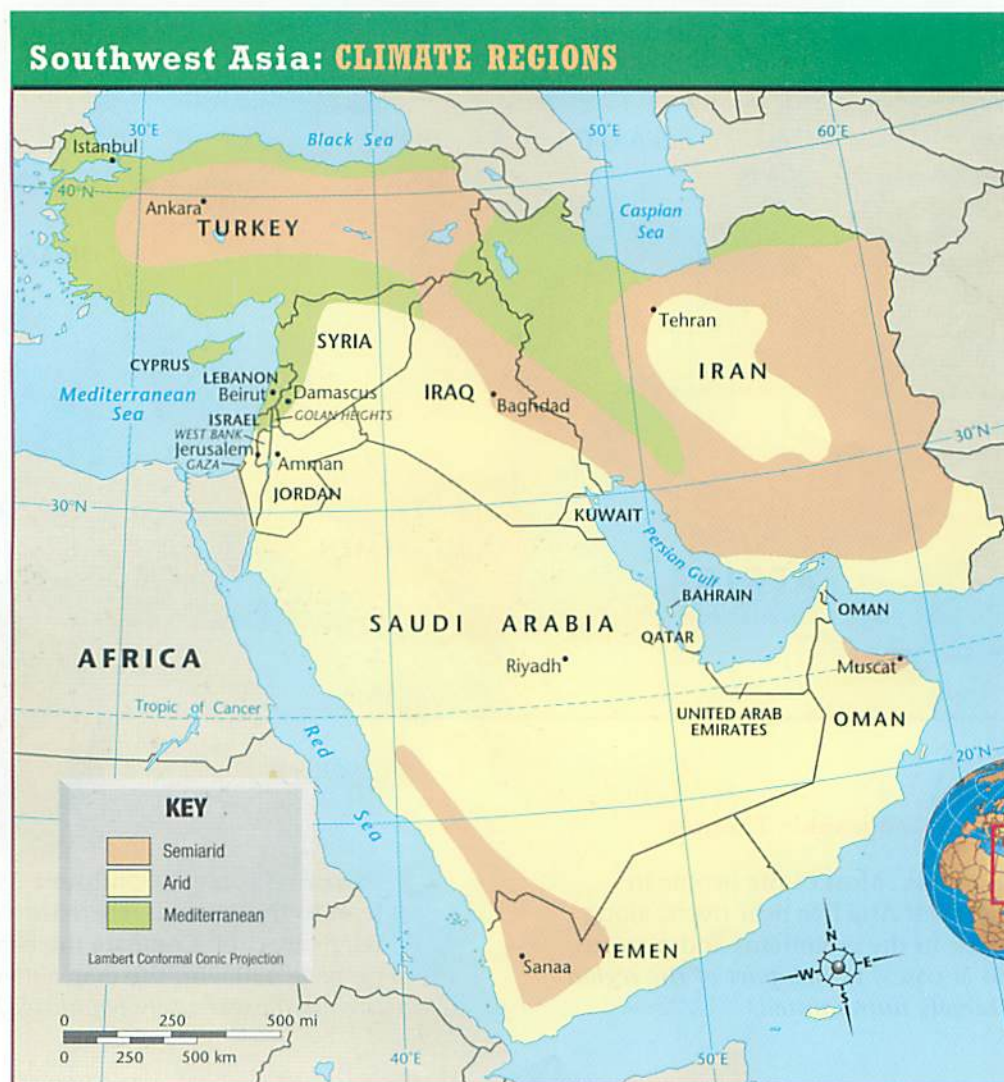 Southwest Asia: CLIMATE REGIONS
30°E
50°E
60°E
Istanbul
Black Sea
40°N
Ankara
TURKEY
Caspian
Sea
Tehran
SYRIA
IRAN
CYPRUS
LEBANON
Beirut
Damascus
IRAQ
Baghdad
Mediterranean
Sea
ISRAEL
GOLAN HEIGHTS
WEST BANK
Jerusalem
GAZA
Amman
JORDAN
30°N
30°N
KUWAIT
Persian Gulf
BAHRAIN
OMAN
SAUDI ARABIA
QATAR
AFRICA
Riyadh
Muscat
Tropic of Cancer
UNITED ARAB
EMIRATES
OMAN
Red Sea
20°N
KEY
Semiarid
Arid
Mediterranean
Lambert Conformal Conic Projection
YEMEN
Sanaa
N
W
E
S
0 250 500 mi
0 250 500 km
40°E
50°E